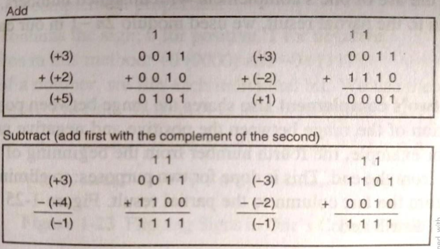 Add
1 1
(+3) 0 0 1 1 (+3) 0 0 1 1
+ (+2) + 0 0 1 0 + (–2) + 1 1 1 0
(+5) 0 1 0 1 (+1) 0 0 0 1
Subtract (add first with the complement of the second)
1 1 1 1
(+3) 0 0 1 1 (–3) 1 1 0 1
– (+4) + 1 1 0 0 – (–2) + 0 0 1 0
(–1) 1 1 1 1 (–1) 1 1 1 1